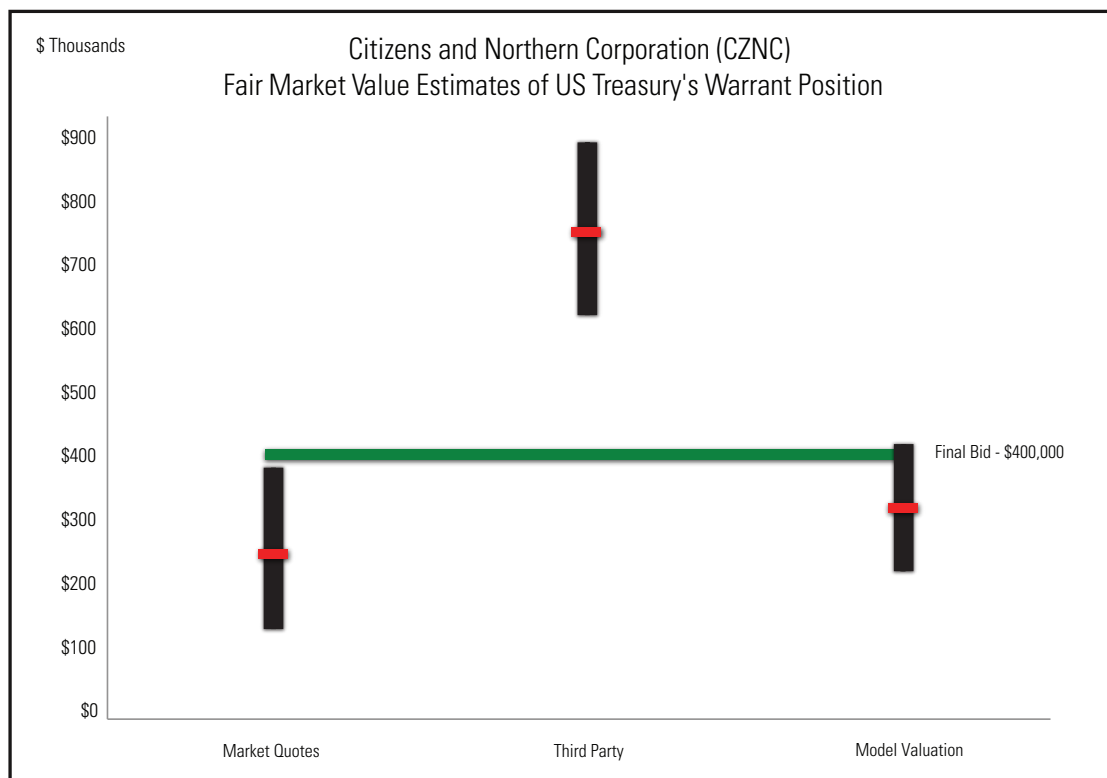 $ Thousands
Citizens and Northern Corporation (CZNC)
Fair Market Value Estimates of US Treasury's Warrant Position
$900
$800
$700
$600
$500
$400
$300
$200
$100
$0
Final Bid - $400,000
Market Quotes
Third Party
Model Valuation